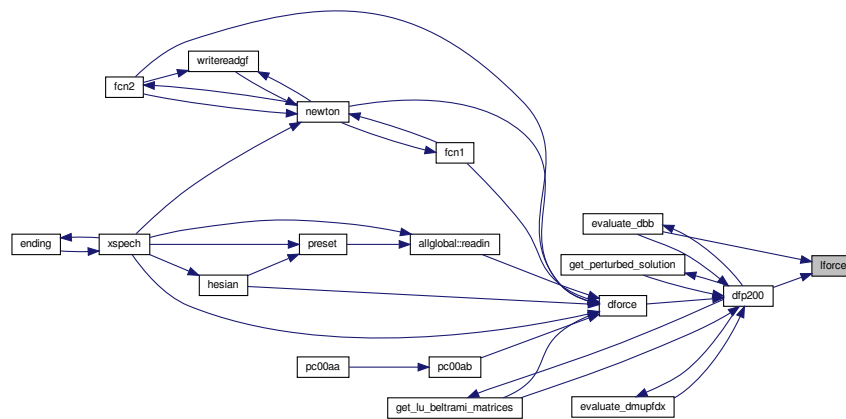 writereadgf
fcn2
newton
fcn1
evaluate_dbb
ending
xspech
preset
allglobal::readin
get_perturbed_solution
lforce
hesian
dfp200
dforce
pc00aa
pc00ab
get_lu_beltrami_matrices
evaluate_dmupfdx